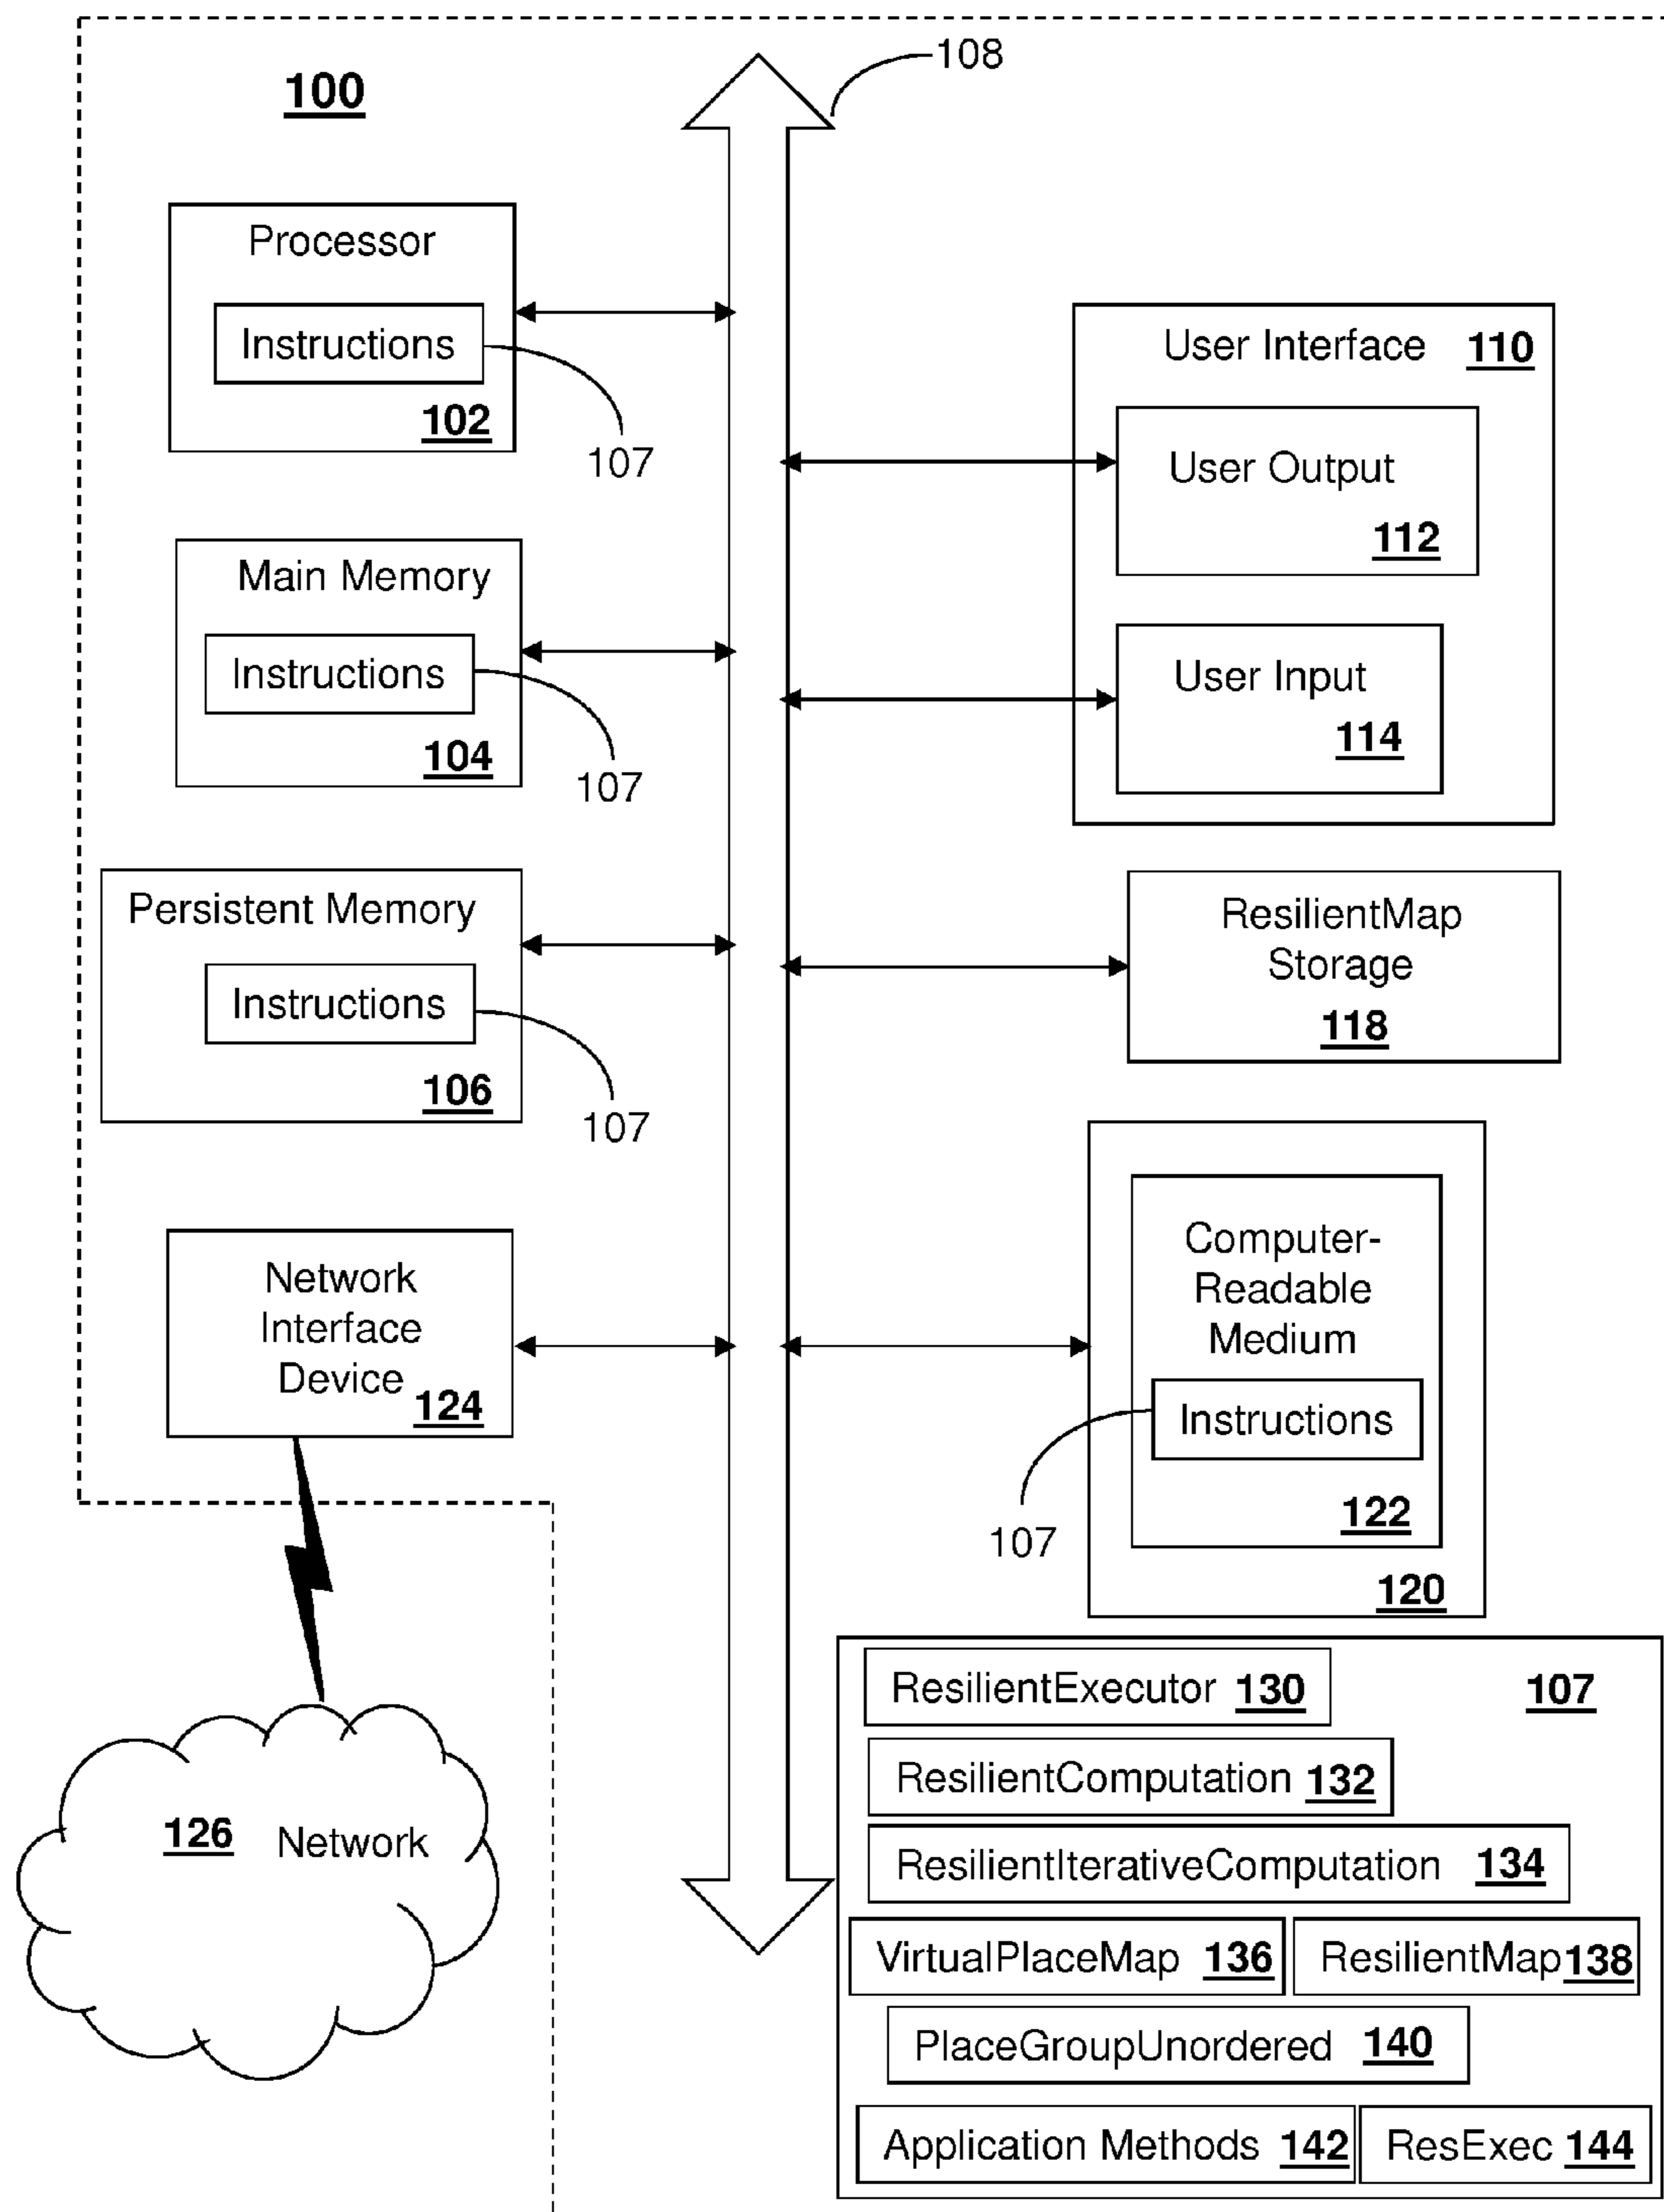 108
100
Processor
Instructions
102
107
Main Memory
Instructions
104
107
Persistent Memory
Instructions
106
107
Network
Interface
Device
124
126 Network
User Interface 110
User Output
112
User Input
114
ResilientMap
Storage
118
Computer-
Readable
Medium
Instructions
107
122
120
ResilientExecutor 130
107
ResilientComputation 132
ResilientIterativeComputation 134
VirtualPlaceMap 136
ResilientMap 138
PlaceGroupUnordered 140
Application Methods 142
ResExec 144